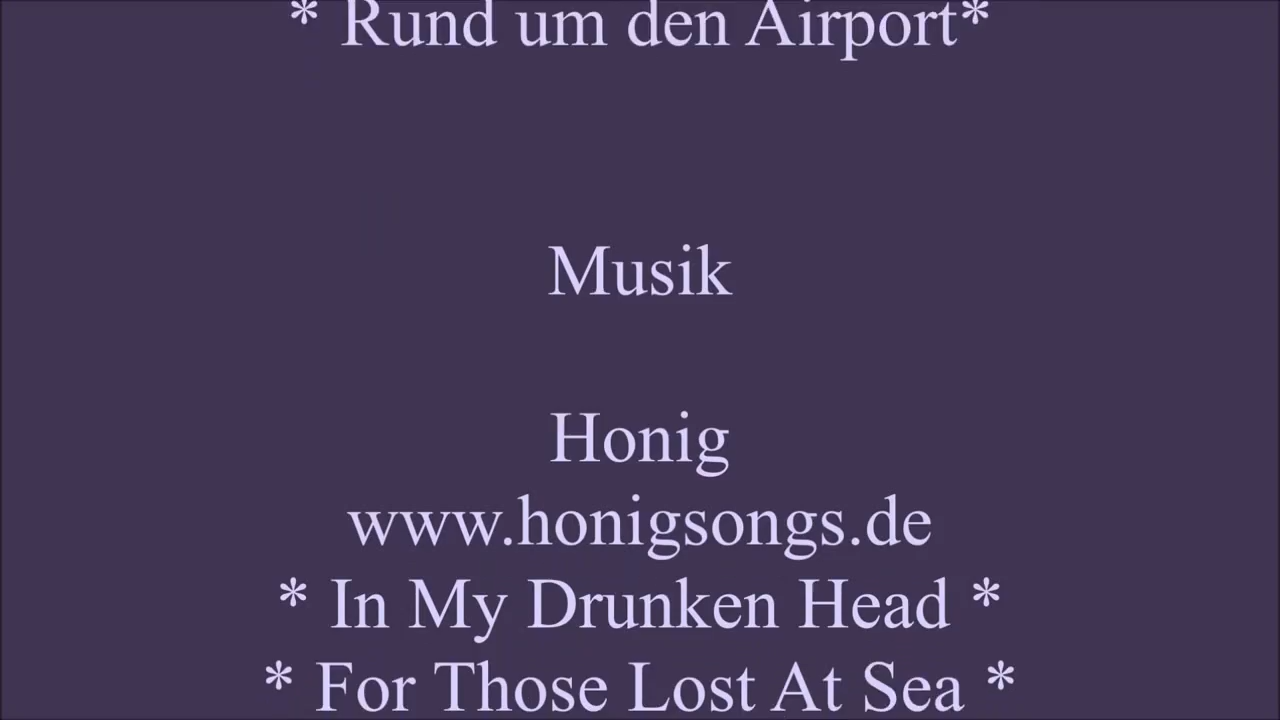 * Rund um den Airport*
Musik
Honig
www.honigsongs.de
* In My Drunken Head *
* For Those Lost At Sea *